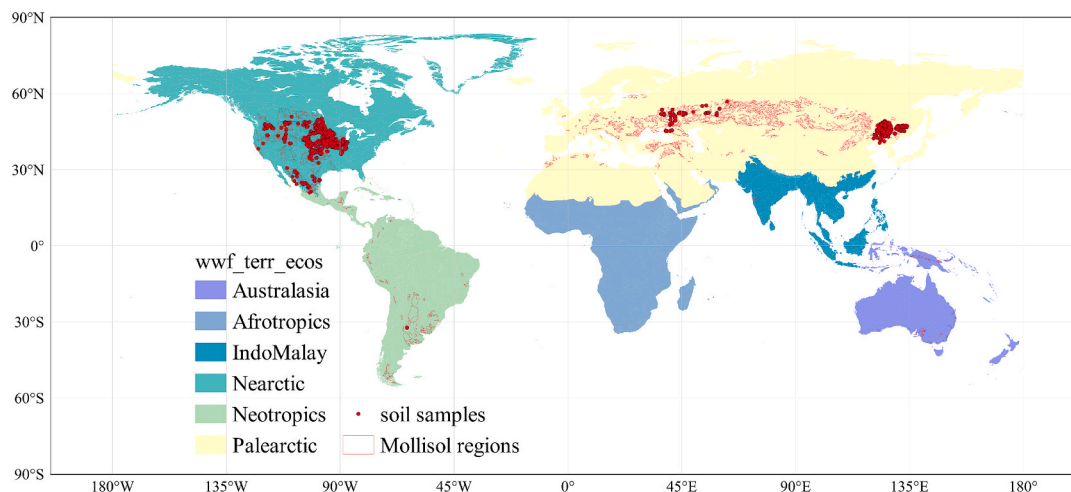 90°N
60°N
30°N
0°
30°S
60°S
90°S
wwf_terr_ecos
Australasia
Afrotropics
IndoMalay
Nearctic
Neotropics
Palearctic
soil samples
Mollisol regions
180°W 135°W 90°W 45°W 0° 45°E 90°E 135°E 180°